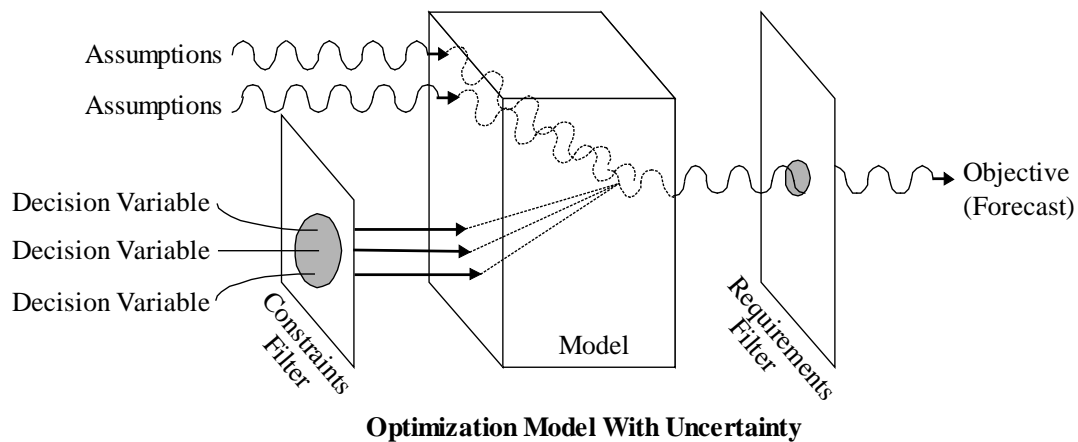 Assumptions
Assumptions
Decision Variable
Decision Variable
Decision Variable
Constraints
Filter
Model
Requirements
Filter
Objective
(Forecast)
Optimization Model With Uncertainty